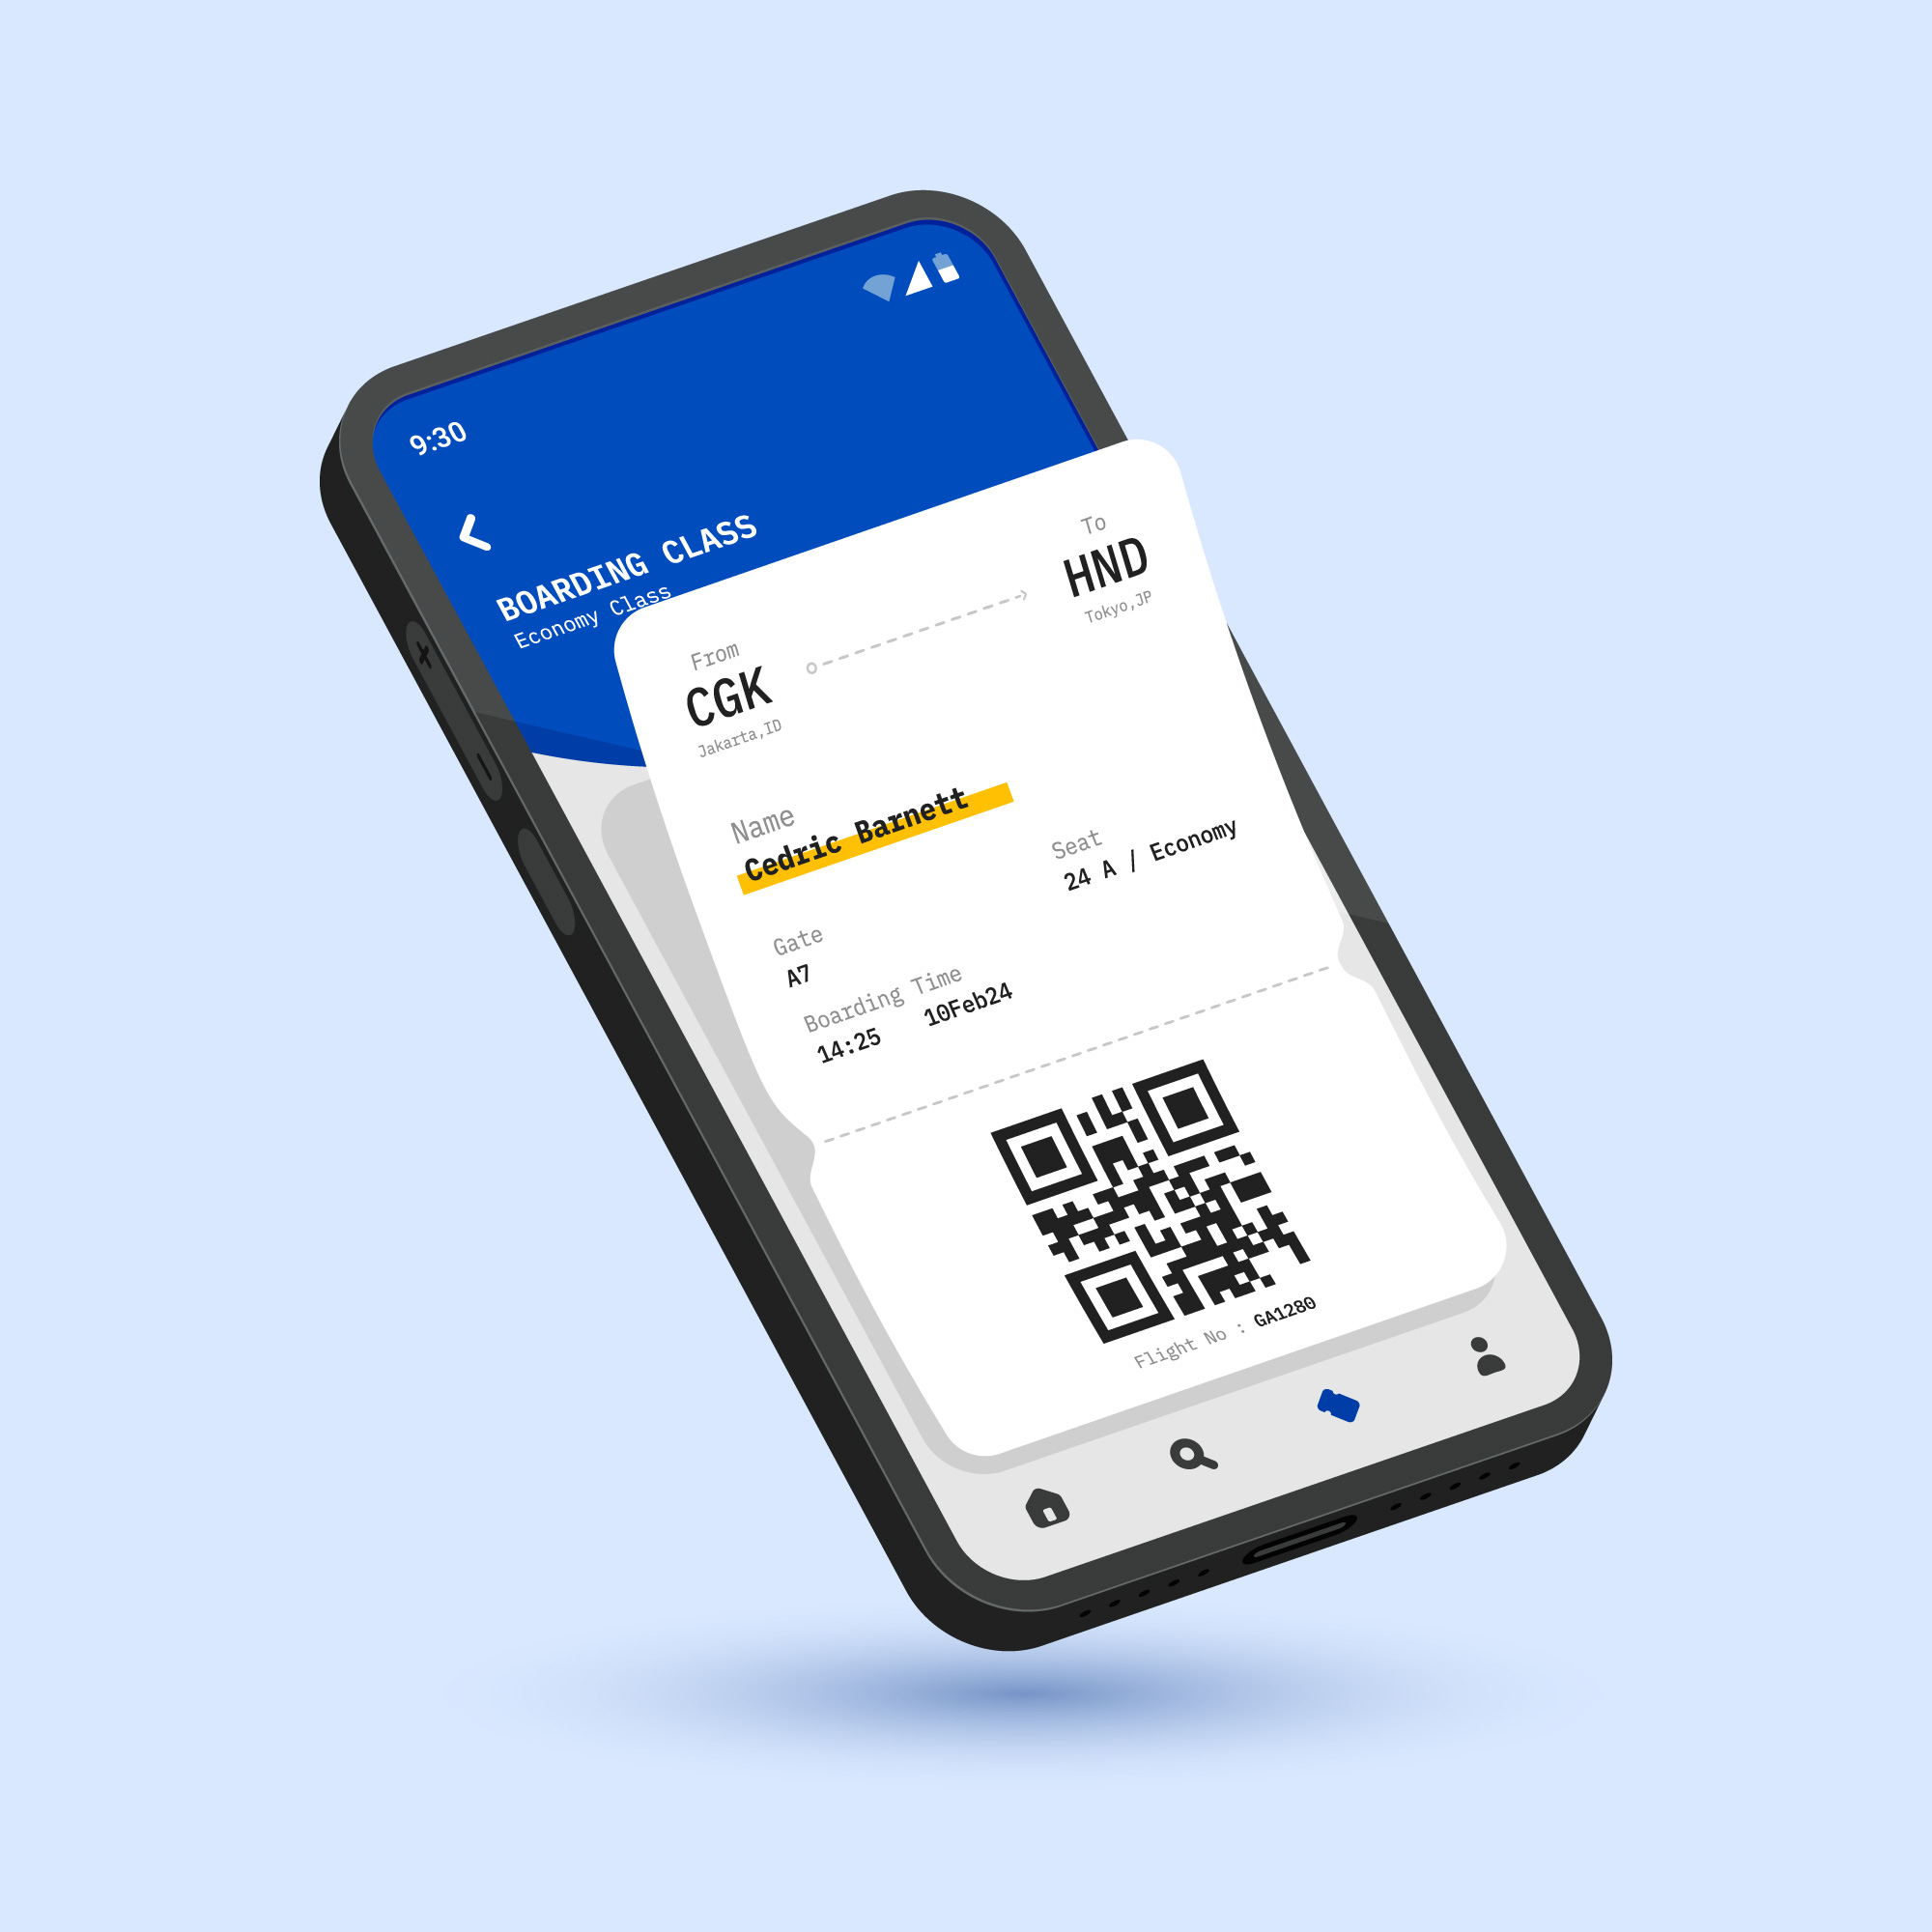 9:30
BOARDING CLASS
Economy Class
From
CGK
Jakarta,ID
To
HND
Tokyo,JP
Name
Cedric Barnett
Seat
24 A / Economy
Gate
A7
Boarding Time
14:25 10Feb24
Flight No : GA1280